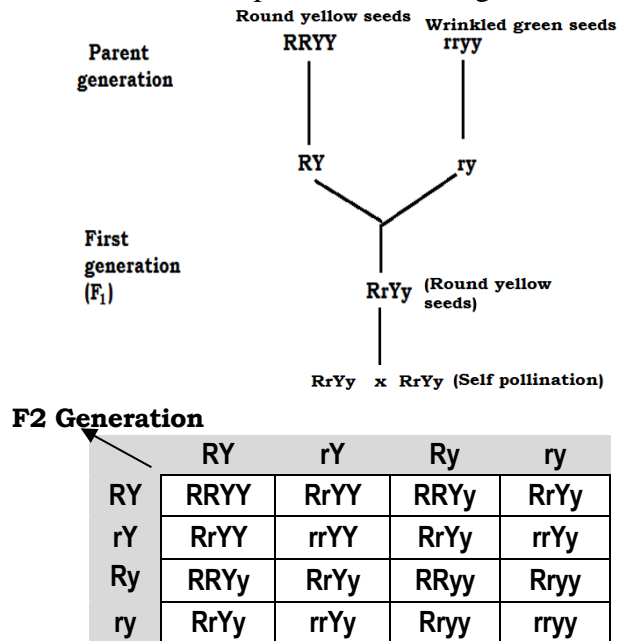 Round yellow seeds
Wrinkled green seeds
Parent
generation
RRYY
rryy
RY
ry
First
generation
(F₁)
RrYy (Round yellow
seeds)
RrYy x RrYy (Self pollination)
F2 Generation
RY rY Ry ry
RY RRYY RrYY RRYy RrYy
rY RrYY rrYY RrYy rrYy
Ry RRYy RrYy RRyy Rryy
ry RrYy rrYy Rryy rryy